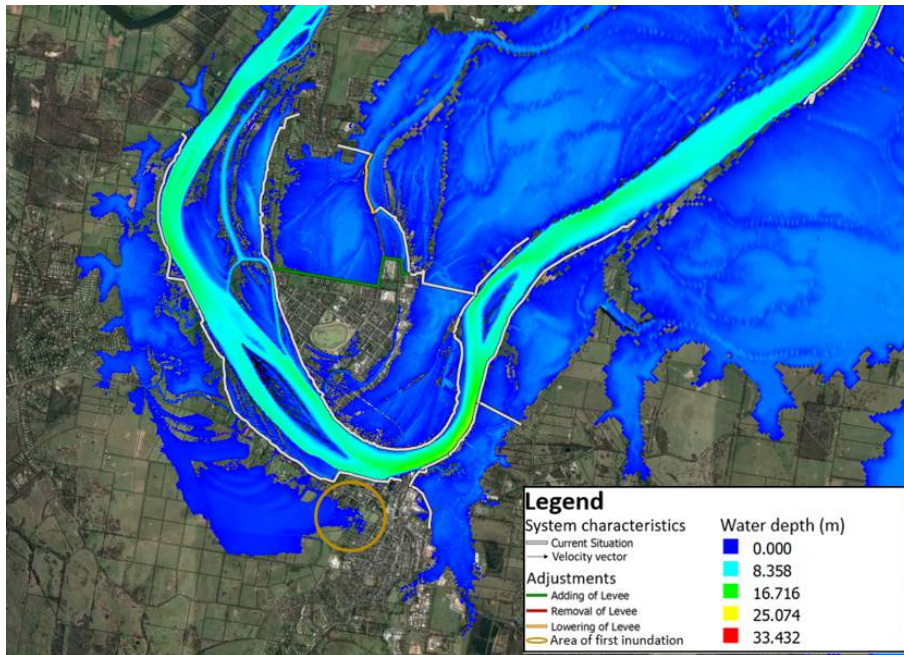 Legend
System characteristics
Current Situation
Velocity vector
Adjustments
Adding of Levee
Removal of Levee
Lowering of Levee
Area of first inundation
Water depth (m)
0.000
8.358
16.716
25.074
33.432